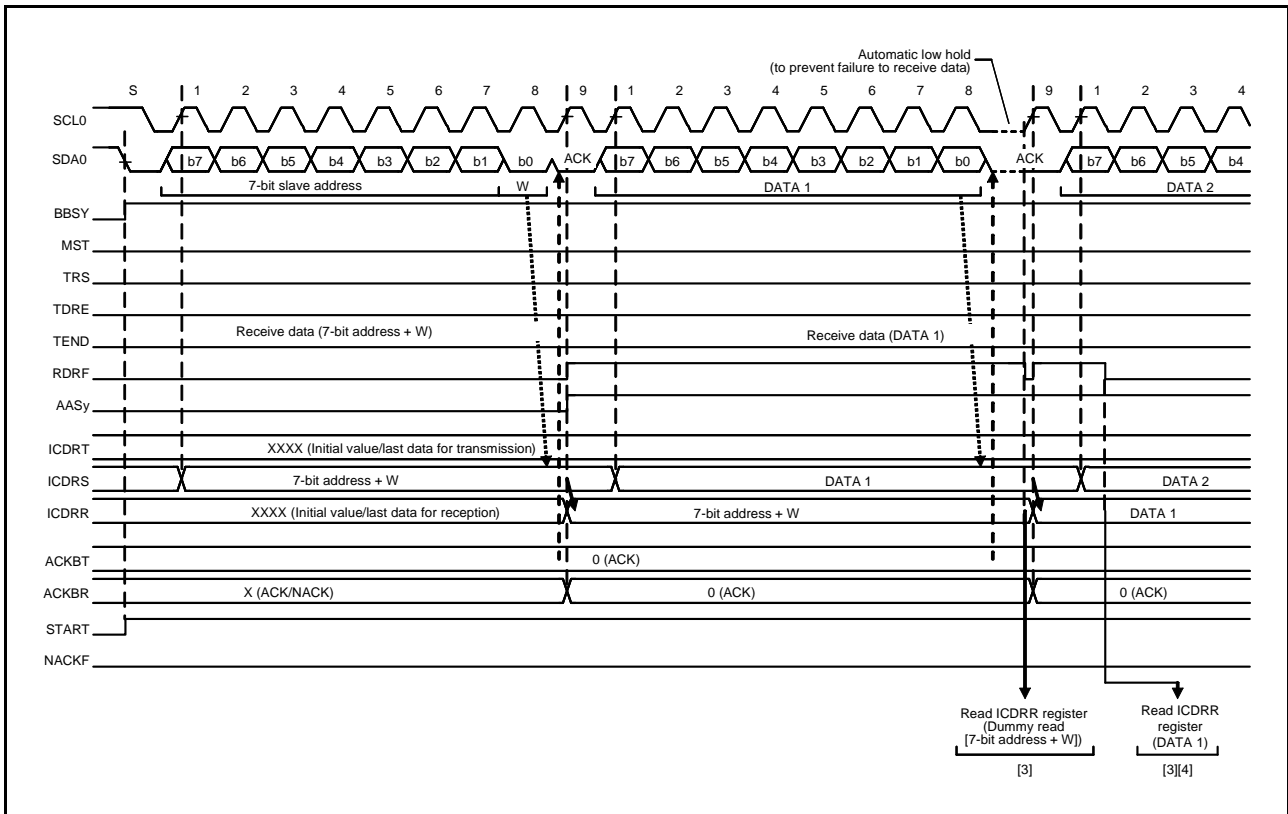 Automatic low hold
(to prevent failure to receive data)
S 1 2 3 4 5 6 7 8 9 1 2 3 4 5 6 7 8 9 1 2 3 4
SCL0
SDA0 b7 b6 b5 b4 b3 b2 b1 b0 ACK b7 b6 b5 b4 b3 b2 b1 b0 ACK b7 b6 b5 b4
7-bit slave address W DATA 1 DATA 2
BBSY
MST
TRS
TDRE
Receive data (7-bit address + W) Receive data (DATA 1)
TEND
RDRF
AASy
ICDRT XXXX (Initial value/last data for transmission)
ICDRS 7-bit address + W DATA 1 DATA 2
ICDRR XXXX (Initial value/last data for reception) 7-bit address + W DATA 1
ACKBT 0 (ACK)
ACKBR X (ACK/NACK) 0 (ACK) 0 (ACK)
START
NACKF
Read ICDRR register
(Dummy read
[7-bit address + W])
[3]
Read ICDRR
register
(DATA 1)
[3][4]